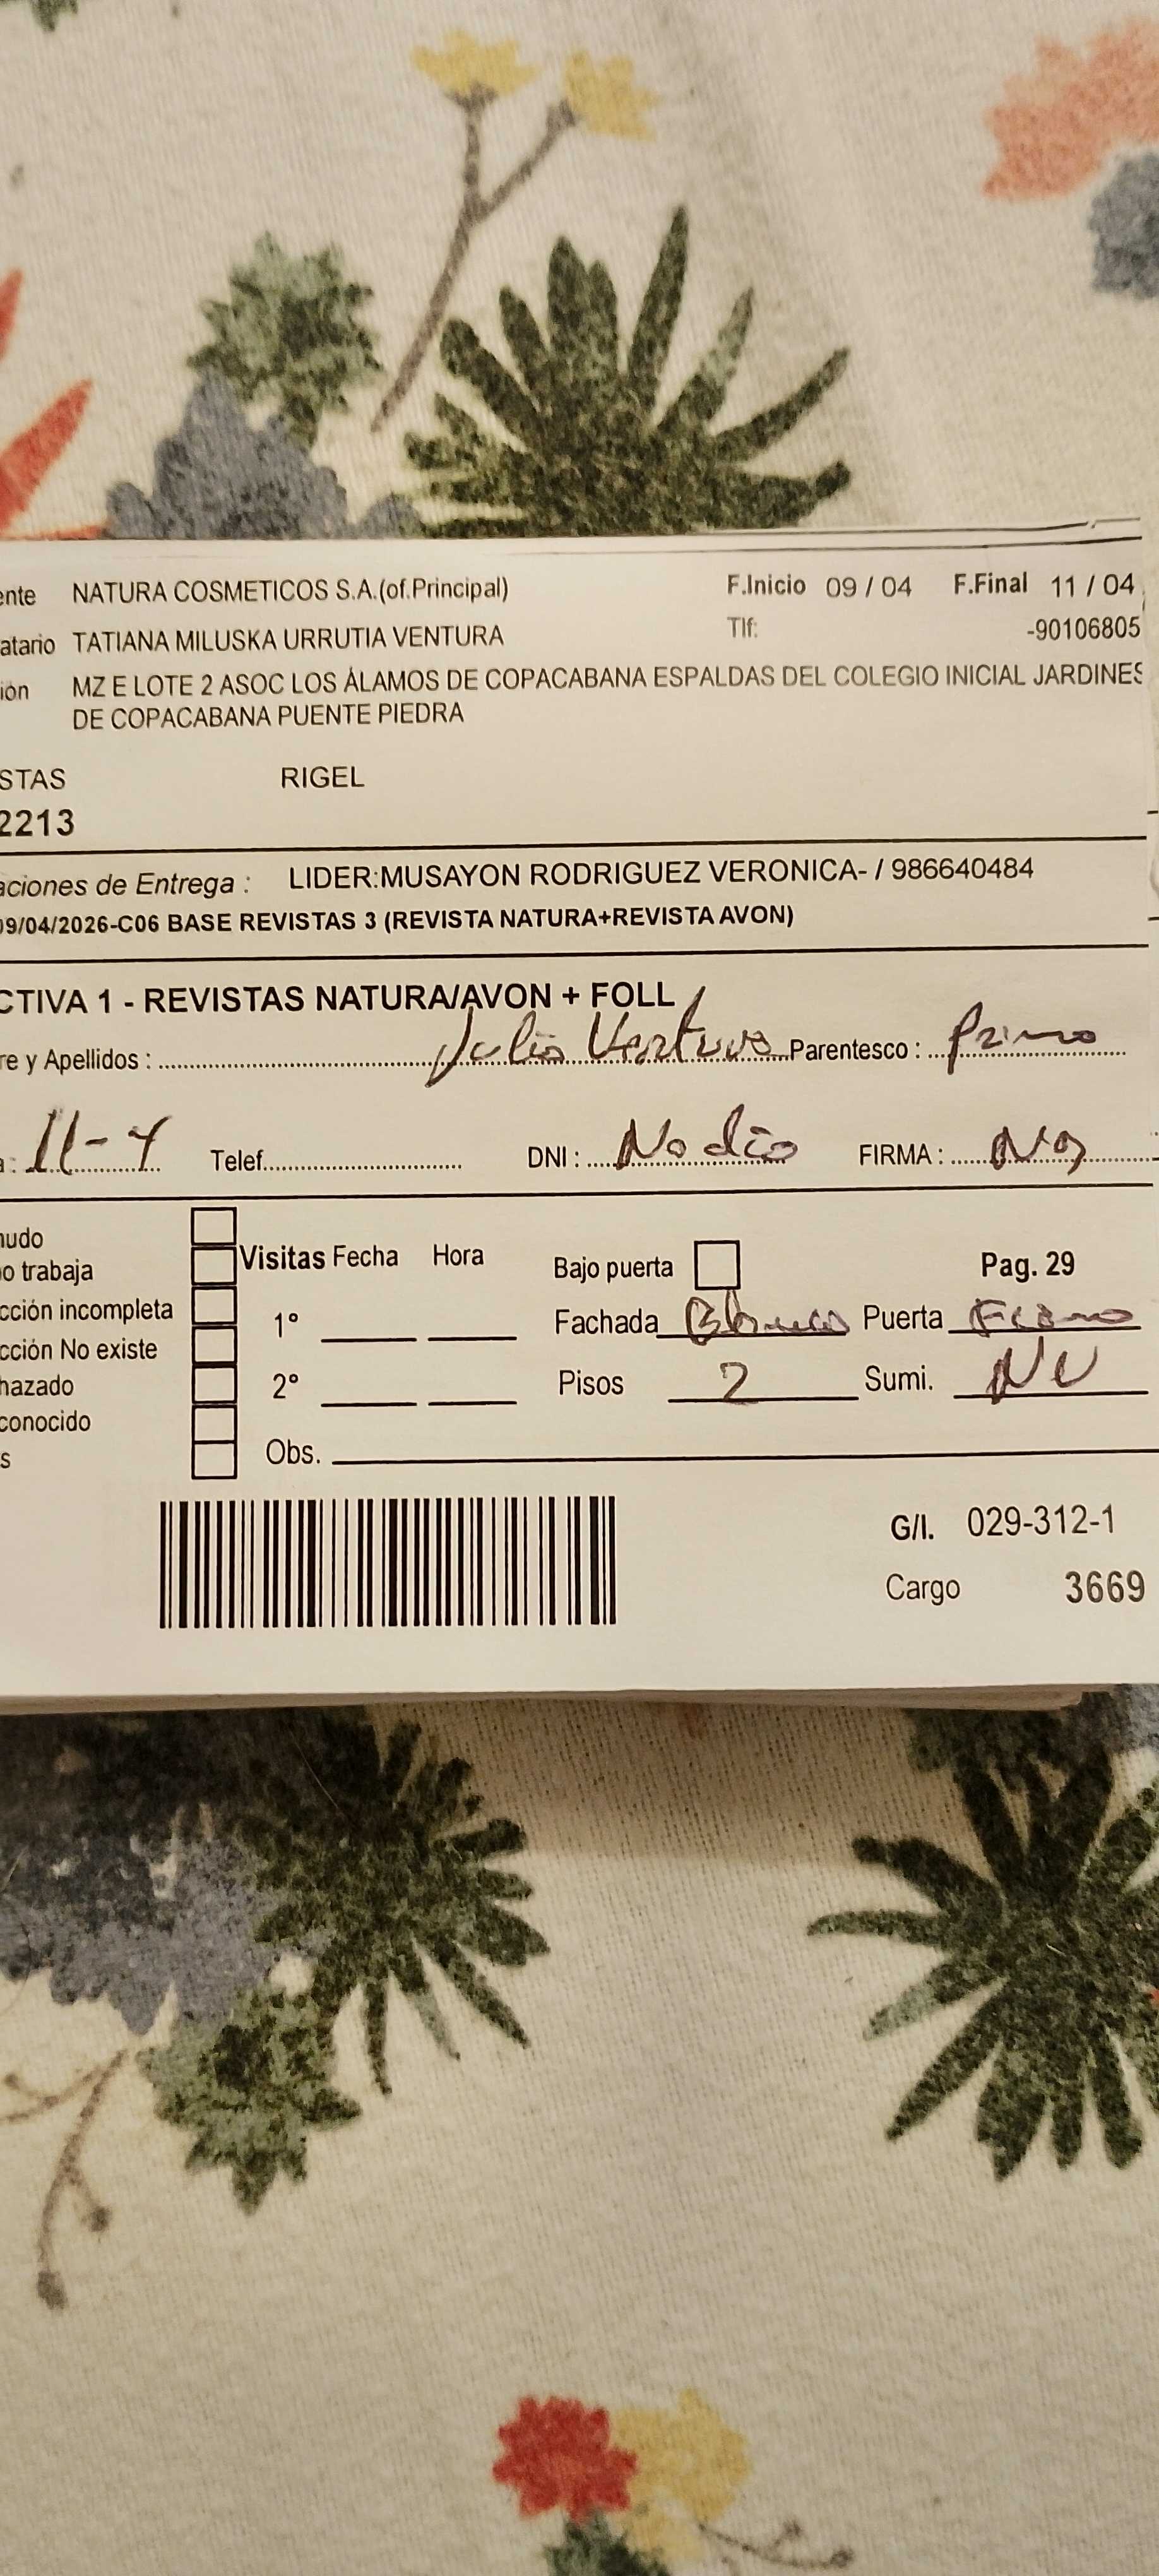 ente NATURA COSMETICOS S.A.(of.Principal) F.Inicio 09 / 04 F.Final 11 / 04
atario TATIANA MILUSKA URRUTIA VENTURA Tlf: -90106805
ión MZ E LOTE 2 ASOC LOS ÁLAMOS DE COPACABANA ESPALDAS DEL COLEGIO INICIAL JARDINES
DE COPACABANA PUENTE PIEDRA
STAS RIGEL
2213
aciones de Entrega : LIDER:MUSAYON RODRIGUEZ VERONICA- / 986640484
09/04/2026-C06 BASE REVISTAS 3 (REVISTA NATURA+REVISTA AVON)
CTIVA 1 - REVISTAS NATURA/AVON + FOLL
re y Apellidos : Julio Ventura Parentesco : Primo
a : 11-4 Telef. DNI : No dio FIRMA : No
nudo
o trabaja Visitas Fecha Hora Bajo puerta Pag. 29
cción incompleta 1° Fachada Blanco Puerta
cción No existe
hazado 2° Pisos 2 Sumi. NV
conocido
s Obs.
G/I. 029-312-1
Cargo 3669